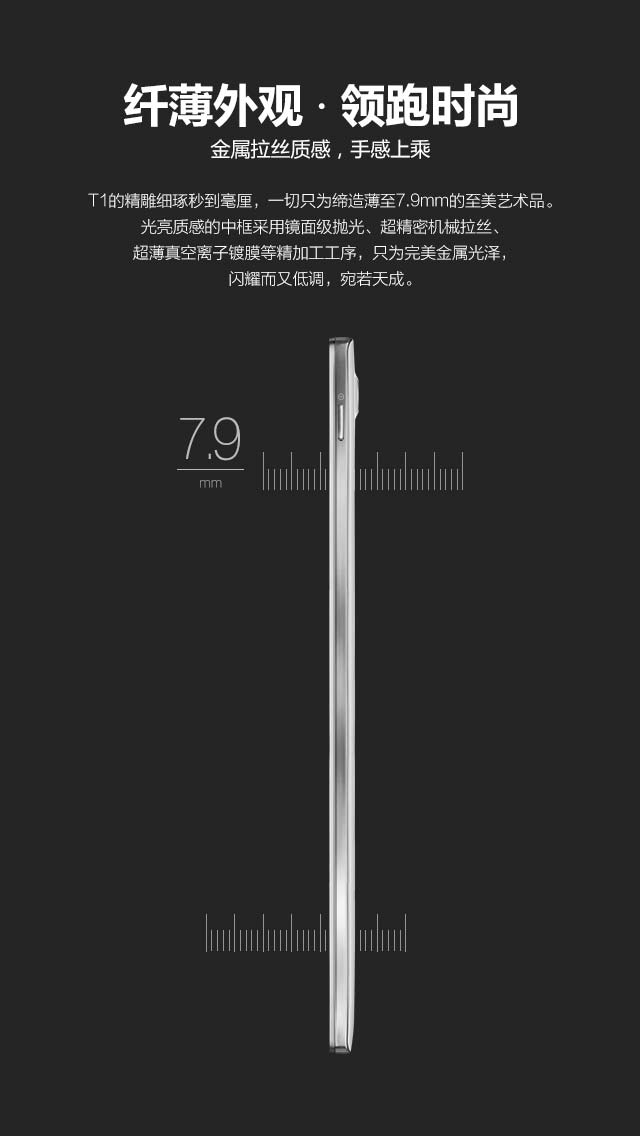 纤薄外观·领跑时尚
金属拉丝质感，手感上乘
T1的精雕细琢秒到毫厘，一切只为缔造薄至7.9mm的至美艺术品。
光亮质感的中框采用镜面级抛光、超精密机械拉丝、
超薄真空离子镀膜等精加工工序，只为完美金属光泽，
闪耀而又低调，宛若天成。
7.9
mm